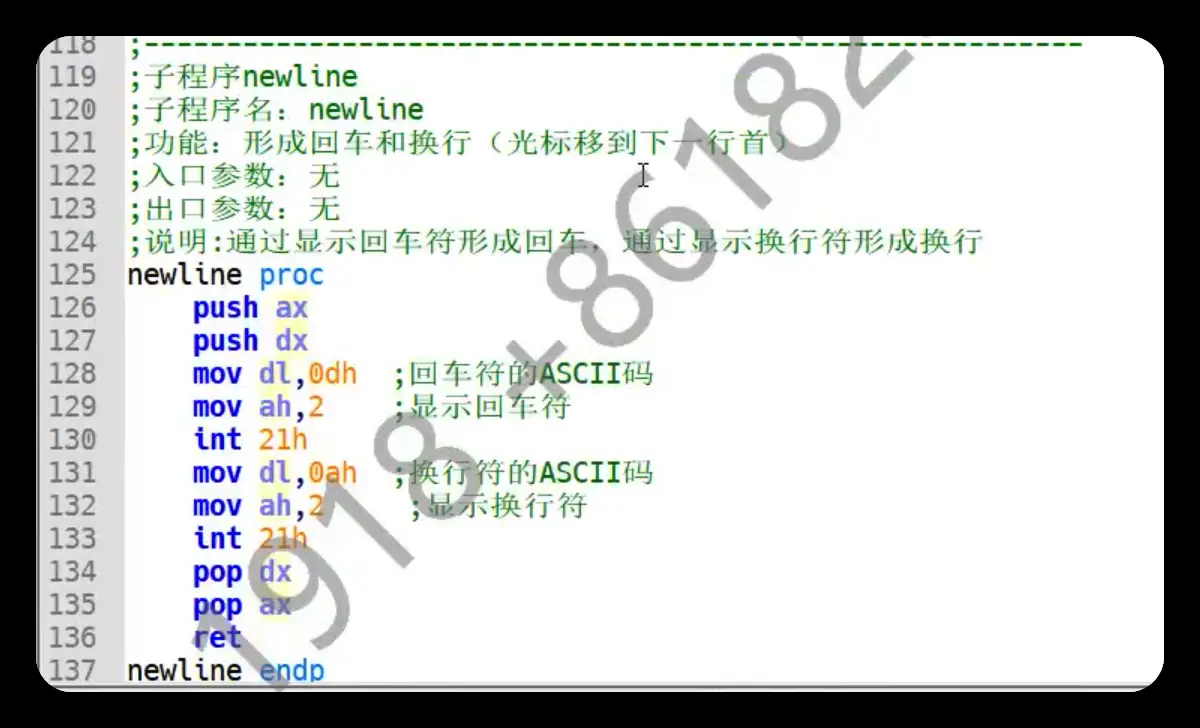 118 ;---------------------------------------------------------
119 ;子程序newline
120 ;子程序名：newline
121 ;功能：形成回车和换行（光标移到下一行首）
122 ;入口参数：无
123 ;出口参数：无
124 ;说明:通过显示回车符形成回车，通过显示换行符形成换行
125 newline proc
126 push ax
127 push dx
128 mov dl,0dh ;回车符的ASCII码
129 mov ah,2 ;显示回车符
130 int 21h
131 mov dl,0ah ;换行符的ASCII码
132 mov ah,2 ;显示换行符
133 int 21h
134 pop dx
135 pop ax
136 ret
137 newline endp
1918 +86182